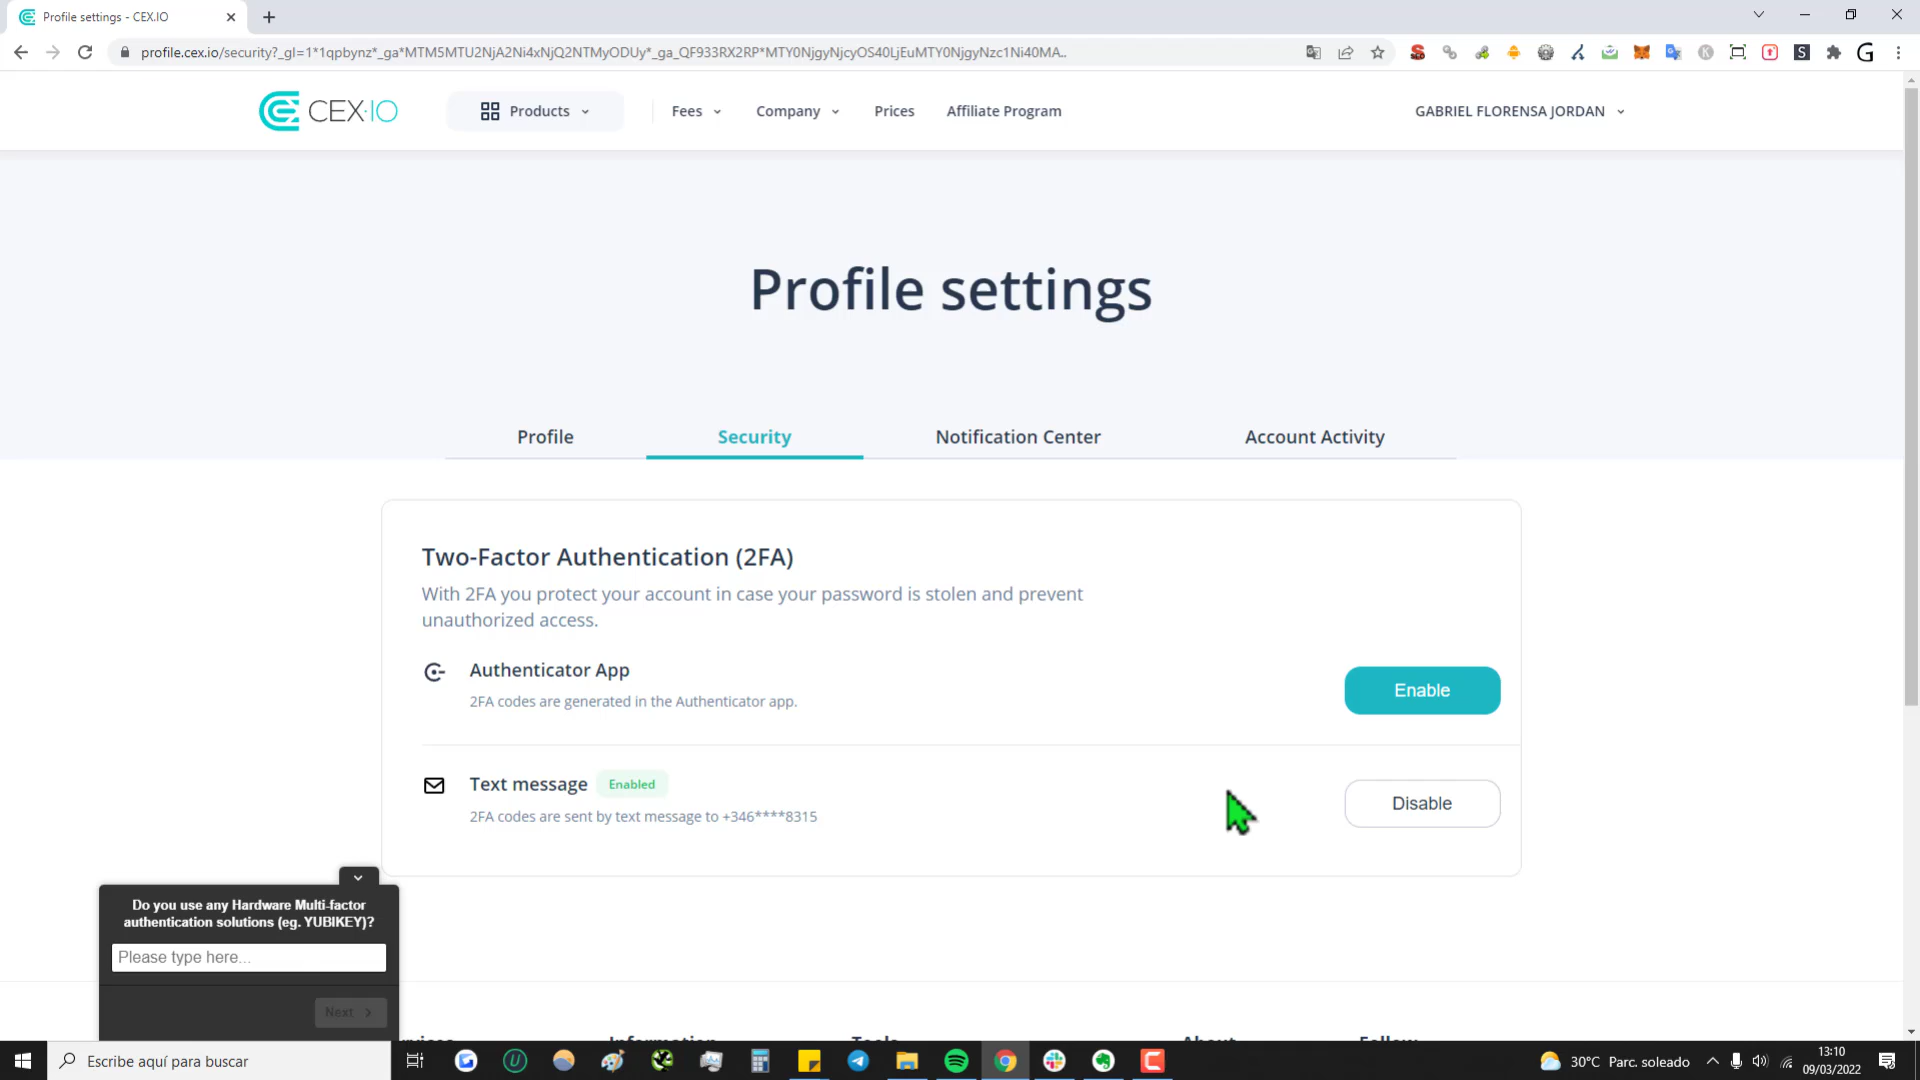 Profile settings - CEX.IO
profile.cex.io/security?_gl=1*1qpbynz*_ga*MTM5MTU2NjA2Ni4xNjQ2NTMyODUy*_ga_QF933RX2RP*MTY0NjgyNjcyOS40LjEuMTY0NjgyNzc1Ni40MA..
CEX·IO
Products
Fees
Company
Prices
Affiliate Program
GABRIEL FLORENSA JORDAN
Profile settings
Profile
Security
Notification Center
Account Activity
Two-Factor Authentication (2FA)
With 2FA you protect your account in case your password is stolen and prevent
unauthorized access.
Authenticator App
2FA codes are generated in the Authenticator app.
Enable
Text message
Enabled
2FA codes are sent by text message to +346****8315
Disable
Do you use any Hardware Multi-factor
authentication solutions (eg. YUBIKEY)?
Please type here...
Next
Information
Tools
About
Follow
Escribe aquí para buscar
30°C Parc. soleado
13:10
09/03/2022